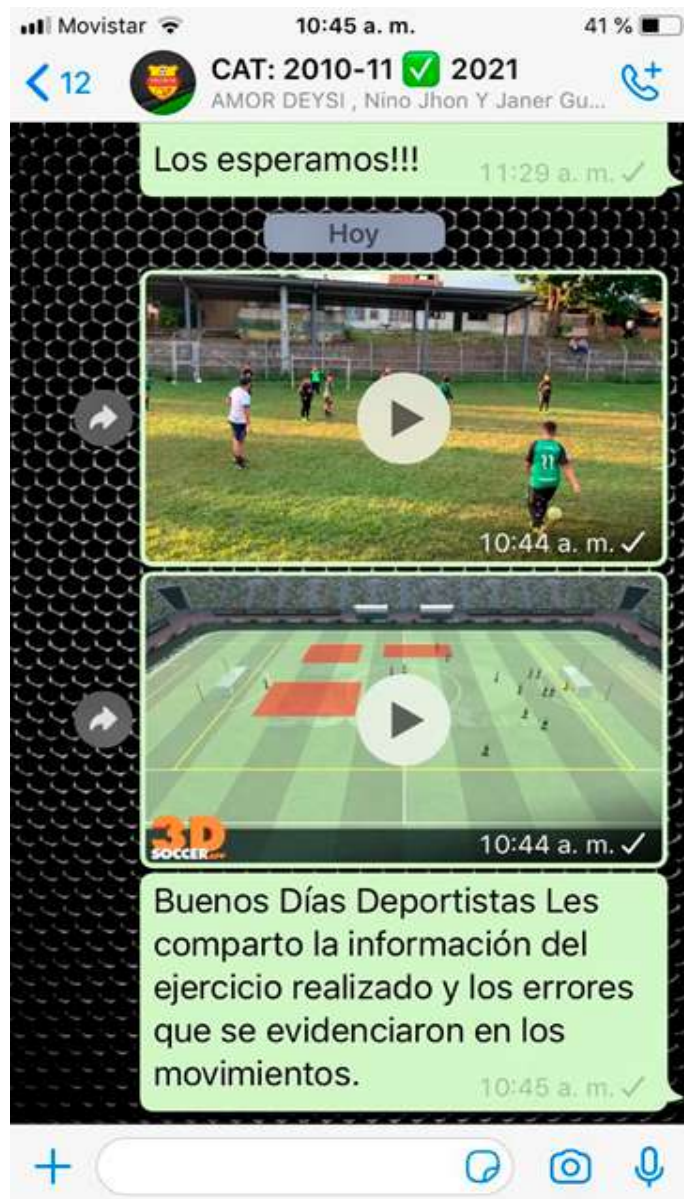 Movistar 10:45 a. m. 41 %
12 CAT: 2010-11 ✅ 2021
AMOR DEYSI , Nino Jhon Y Janer Gu...
Los esperamos!!! 11:29 a. m.
Hoy
11
10:44 a. m.
3D
SOCCER
10:44 a. m.
Buenos Días Deportistas Les
comparto la información del
ejercicio realizado y los errores
que se evidenciaron en los
movimientos. 10:45 a. m.